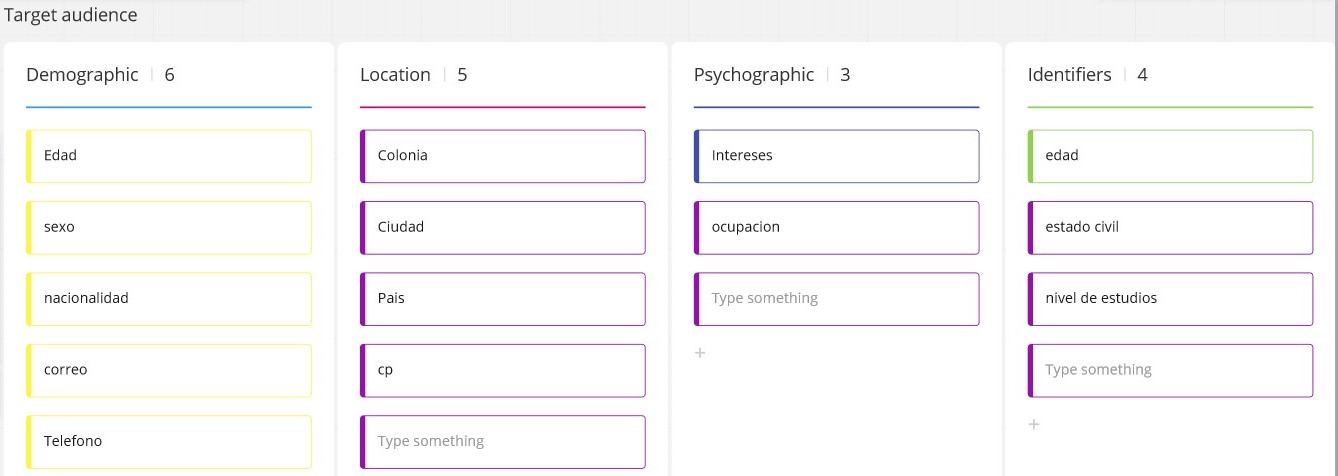 Target audience
Demographic | 6
Edad
sexo
nacionalidad
correo
Telefono
Location | 5
Colonia
Ciudad
Pais
cp
Type something
Psychographic | 3
Intereses
ocupacion
Type something
+
Identifiers | 4
edad
estado civil
nivel de estudios
Type something
+